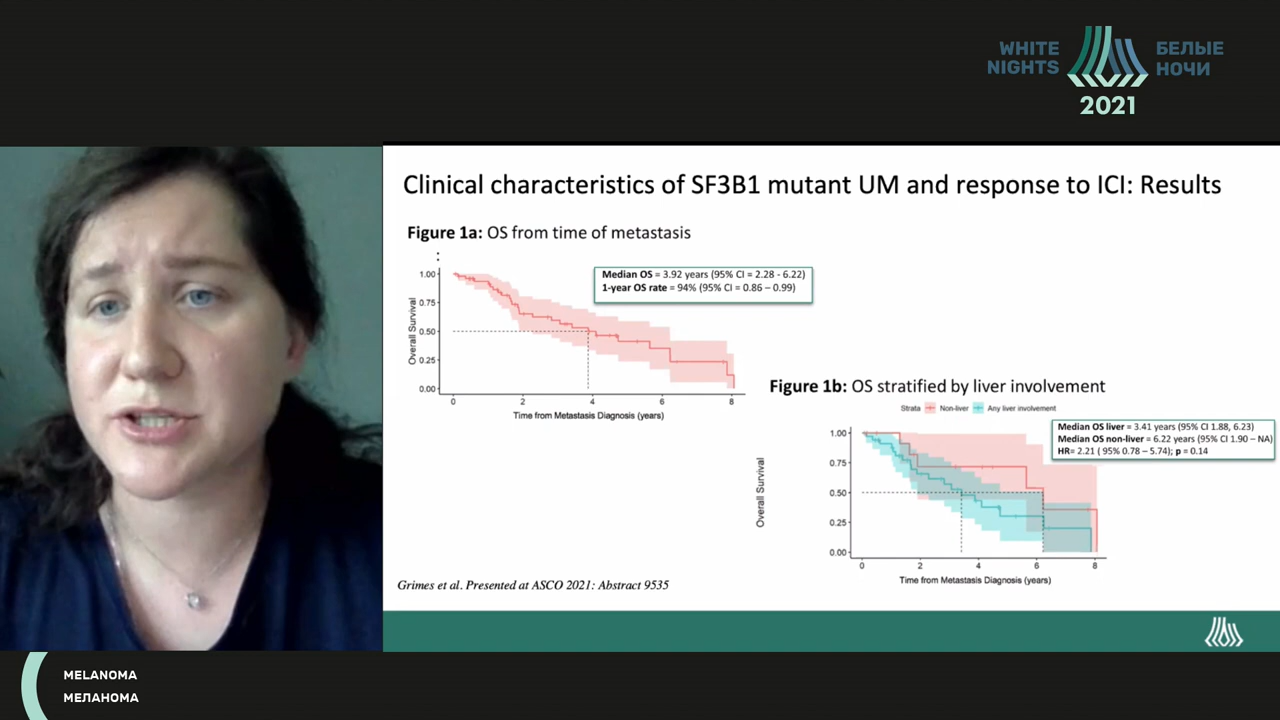 WHITE
NIGHTS
БЕЛЫЕ
НОЧИ
2021
Clinical characteristics of SF3B1 mutant UM and response to ICI: Results
Figure 1a: OS from time of metastasis
:
Median OS = 3.92 years (95% CI = 2.28 - 6.22)
1-year OS rate = 94% (95% CI = 0.86 – 0.99)
Overall Survival
1.00
0.75
0.50
0.25
0.00
0 2 4 6 8
Time from Metastasis Diagnosis (years)
Figure 1b: OS stratified by liver involvement
Strata Non-liver Any liver involvement
Median OS liver = 3.41 years (95% CI 1.88, 6.23)
Median OS non-liver = 6.22 years (95% CI 1.90 – NA)
HR= 2.21 ( 95% 0.78 – 5.74); p = 0.14
Overall Survival
1.00
0.75
0.50
0.25
0.00
0 2 4 6 8
Time from Metastasis Diagnosis (years)
Grimes et al. Presented at ASCO 2021: Abstract 9535
MELANOMA
МЕЛАНОМА